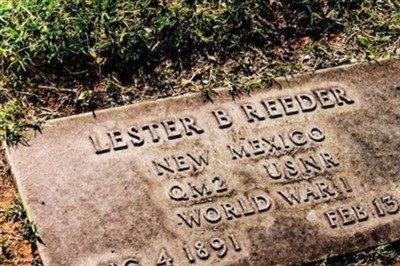 LESTER B REEDER
NEW MEXICO
QM2 USNR
WORLD WAR I
4 1891 FEB 13